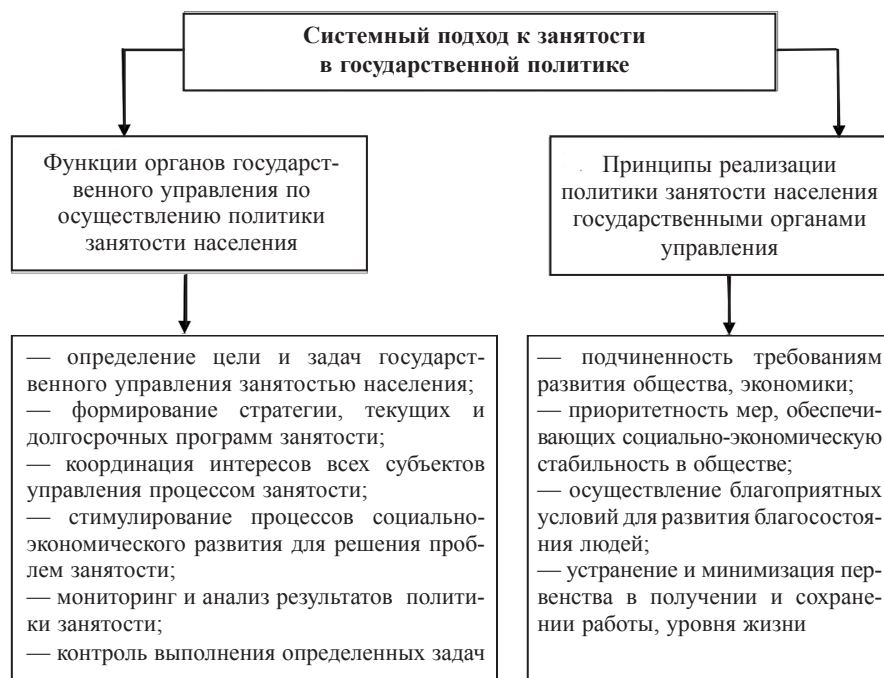 Системный подход к занятости
в государственной политике
Функции органов государст-
венного управления по
осуществлению политики
занятости населения
Принципы реализации
политики занятости населения
государственными органами
управления
— определение цели и задач государст-
венного управления занятостью населения;
— формирование стратегии, текущих и
долгосрочных программ занятости;
— координация интересов всех субъектов
управления процессом занятости;
— стимулирование процессов социально-
экономического развития для решения проб-
лем занятости;
— мониторинг и анализ результатов полити-
ки занятости;
— контроль выполнения определенных задач
— подчиненность требованиям
развития общества, экономики;
— приоритетность мер, обеспечи-
вающих социально-экономическую
стабильность в обществе;
— осуществление благоприятных
условий для развития благосостоя-
ния людей;
— устранение и минимизация пер-
венства в получении и сохране-
нии работы, уровня жизни